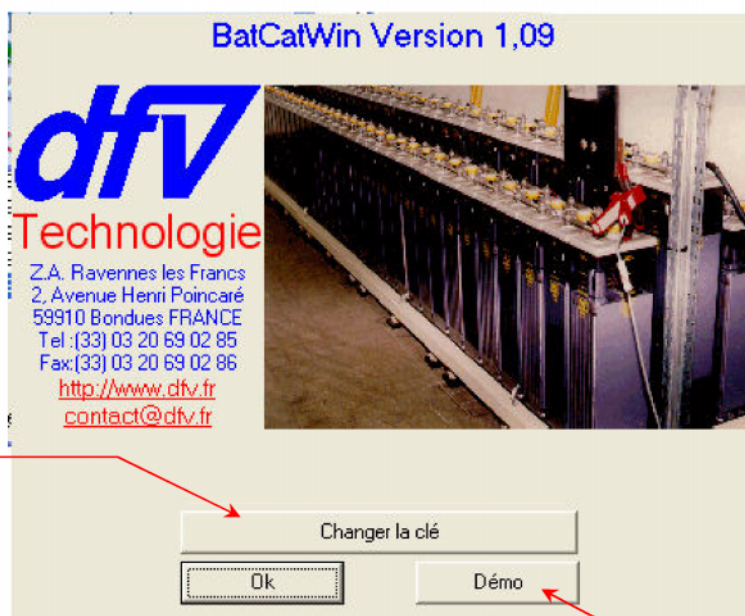 BatCatWin Version 1,09
dfv
Technologie
Z.A. Ravennes les Francs
2, Avenue Henri Poincaré
59910 Bondues FRANCE
Tel :(33) 03 20 69 02 85
Fax:(33) 03 20 69 02 86
http://www.dfv.fr
contact@dfv.fr
Changer la clé
Ok
Démo